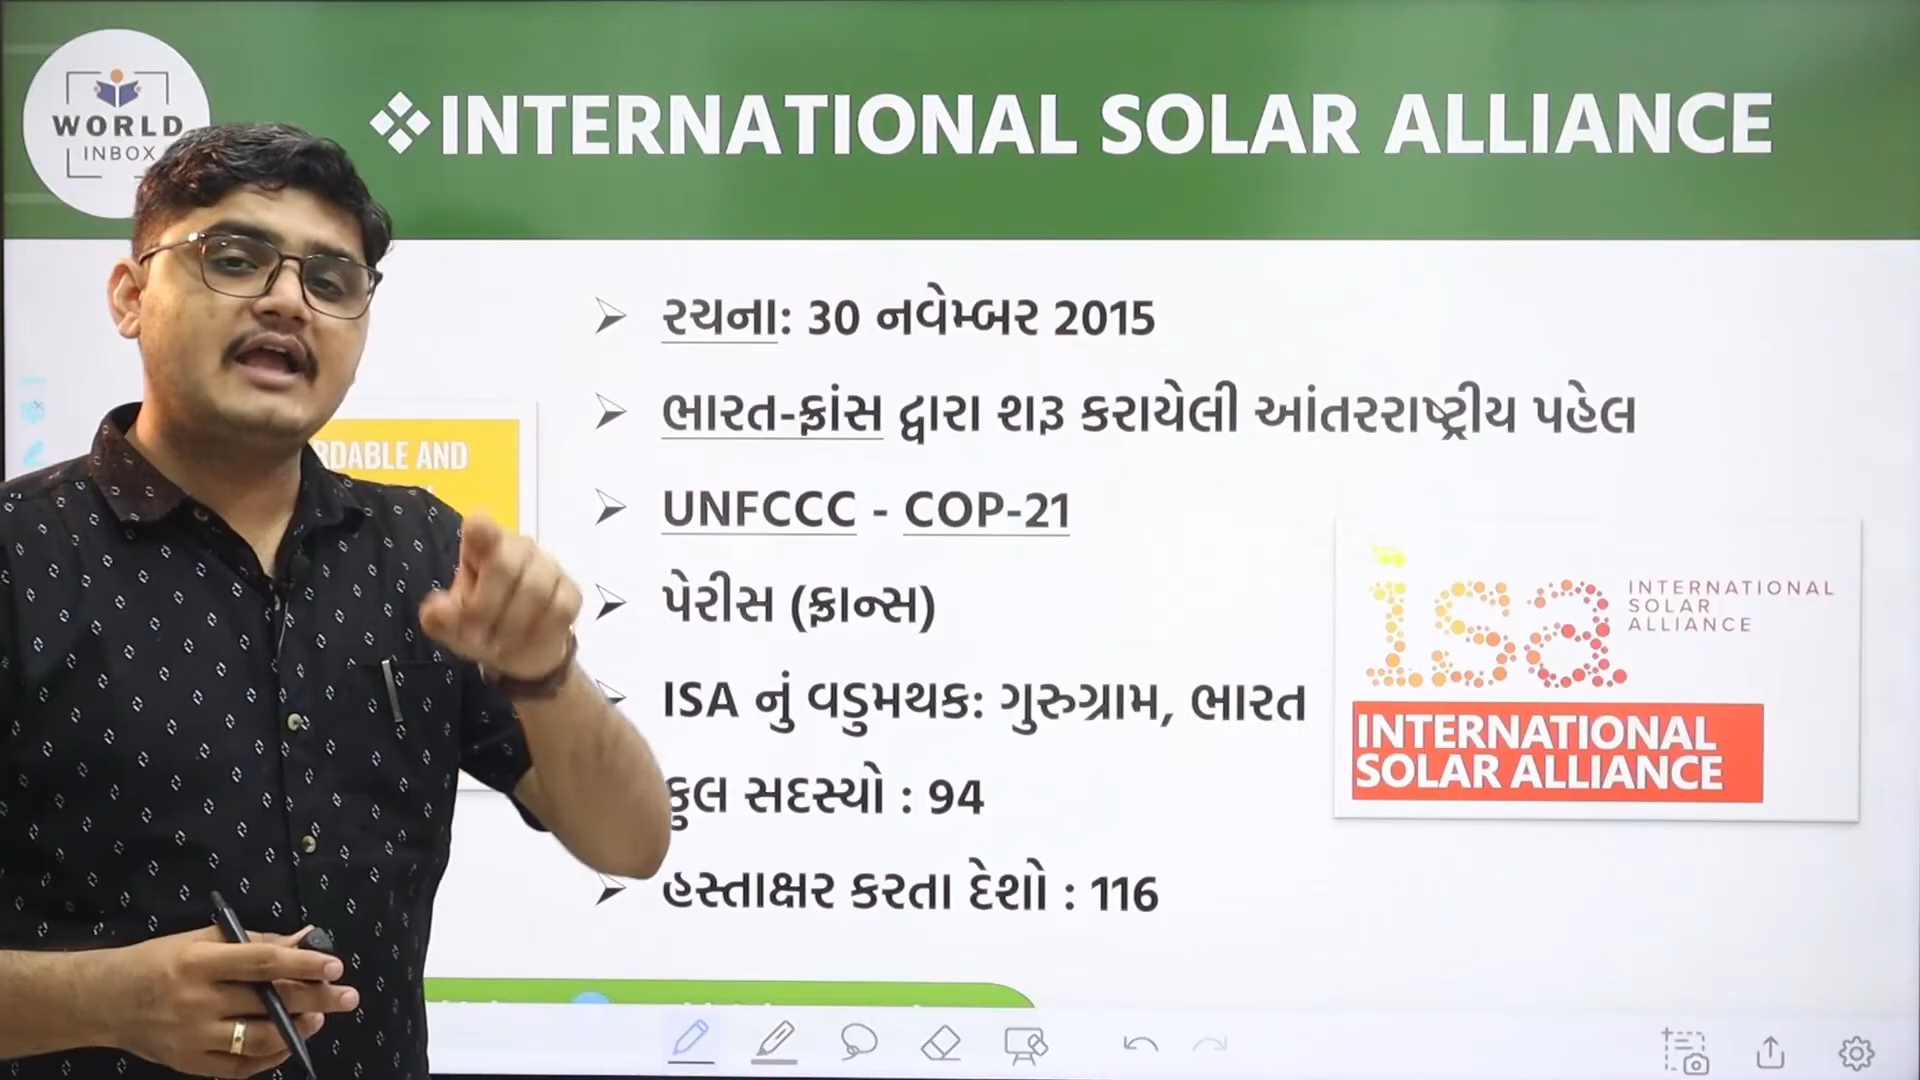 WORLD
INBOX
❖INTERNATIONAL SOLAR ALLIANCE
➢ રચના: 30 નવેમ્બર 2015
➢ ભારત-ફ્રાંસ દ્વારા શરૂ કરાયેલી આંતરરાષ્ટ્રીય પહેલ
➢ UNFCCC - COP-21
➢ પેરીસ (ફ્રાન્સ)
➢ ISA નું વડુમથક: ગુરુગ્રામ, ભારત
કુલ સદસ્યો : 94
➢ હસ્તાક્ષર કરતા દેશો : 116
AND
isa
INTERNATIONAL
SOLAR
ALLIANCE
INTERNATIONAL
SOLAR ALLIANCE